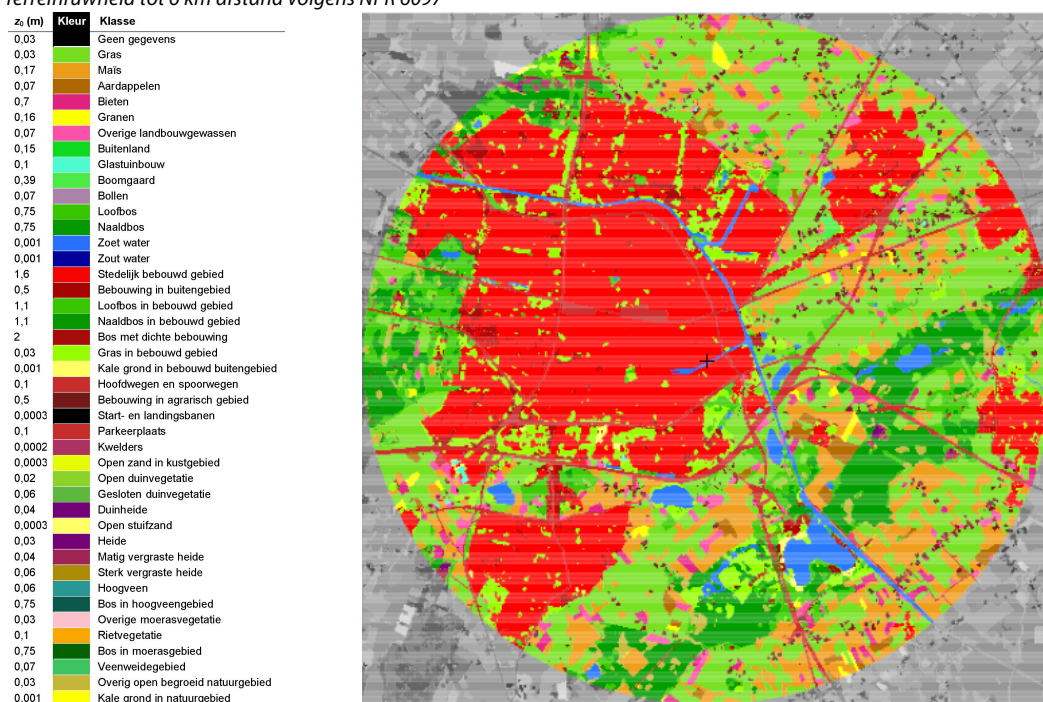 Terreinruwheid tot 6 km afstand volgens NPR 6097
z₀ (m) Kleur Klasse
0,03 Geen gegevens
0,03 Gras
0,17 Maïs
0,07 Aardappelen
0,7 Bieten
0,16 Granen
0,07 Overige landbouwgewassen
0,15 Buitenland
0,1 Glastuinbouw
0,39 Boomgaard
0,07 Bollen
0,75 Loofbos
0,75 Naaldbos
0,001 Zoet water
0,001 Zout water
1,6 Stedelijk bebouwd gebied
0,5 Bebouwing in buitengebied
1,1 Loofbos in bebouwd gebied
1,1 Naaldbos in bebouwd gebied
2 Bos met dichte bebouwing
0,03 Gras in bebouwd gebied
0,001 Kale grond in bebouwd buitengebied
0,1 Hoofdwegen en spoorwegen
0,5 Bebouwing in agrarisch gebied
0,0003 Start- en landingsbanen
0,1 Parkeerplaats
0,0002 Kwelders
0,0003 Open zand in kustgebied
0,02 Open duinvegetatie
0,06 Gesloten duinvegetatie
0,04 Duinheide
0,0003 Open stuifzand
0,03 Heide
0,04 Matig vergraste heide
0,06 Sterk vergraste heide
0,06 Hoogveen
0,75 Bos in hoogveengebied
0,03 Overige moerasvegetatie
0,1 Rietvegetatie
0,75 Bos in moerasgebied
0,07 Veenweidegebied
0,03 Overig open begroeid natuurgebied
0,001 Kale grond in natuurgebied